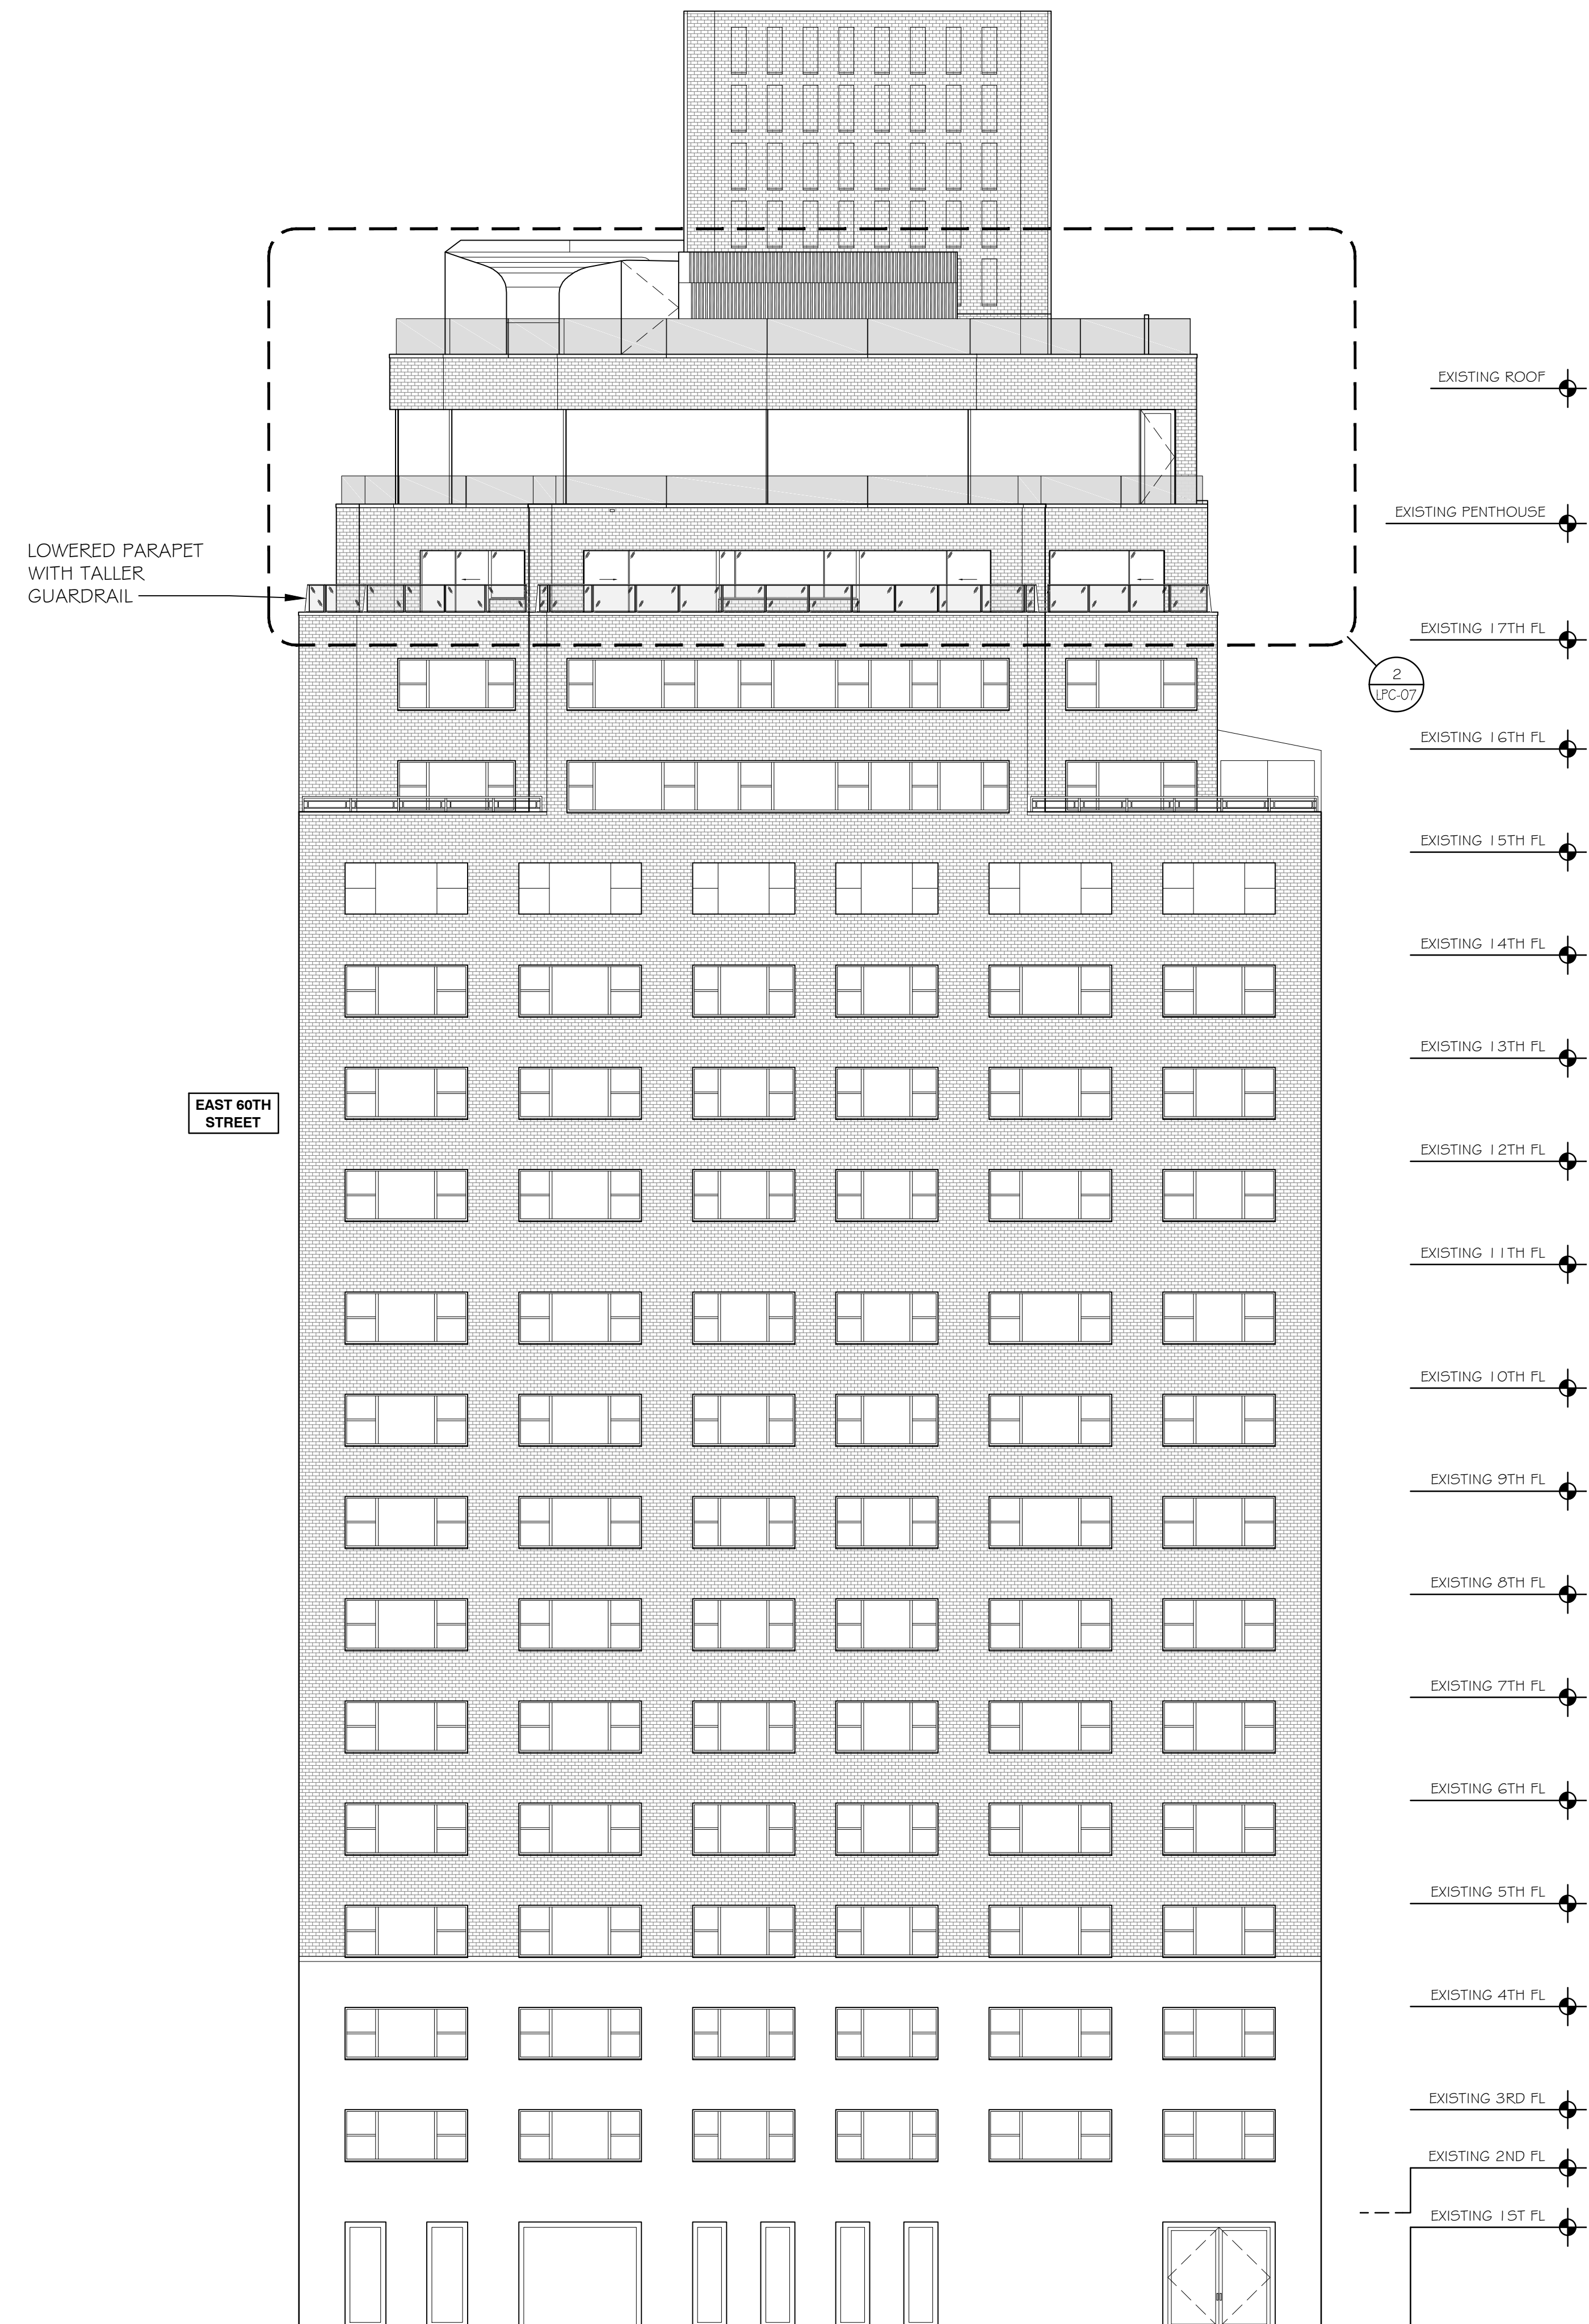 EXISTING ROOF
EXISTING PENTHOUSE
LOWERED PARAPET
WITH TALLER
GUARDRAIL
EXISTING 17TH FL
2
LPC-07
EXISTING 16TH FL
EXISTING 15TH FL
EXISTING 14TH FL
EXISTING 13TH FL
EAST 60TH
STREET
EXISTING 12TH FL
EXISTING 11TH FL
EXISTING 10TH FL
EXISTING 9TH FL
EXISTING 8TH FL
EXISTING 7TH FL
EXISTING 6TH FL
EXISTING 5TH FL
EXISTING 4TH FL
EXISTING 3RD FL
EXISTING 2ND FL
EXISTING 1ST FL